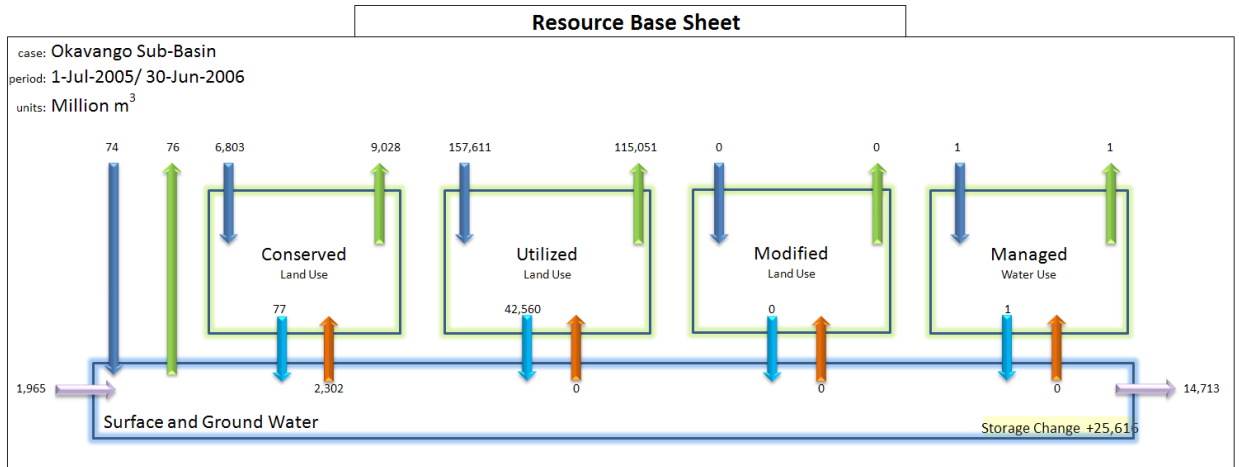 Resource Base Sheet
case: Okavango Sub-Basin
period: 1-Jul-2005/ 30-Jun-2006
units: Million m³
74 76 6,803 9,028 157,611 115,051 0 0 1 1
Conserved Utilized Modified Managed
Land Use Land Use Land Use Water Use
77 42,560 0 1
1,965 2,302 0 0 0 14,713
Surface and Ground Water
Storage Change +25,616